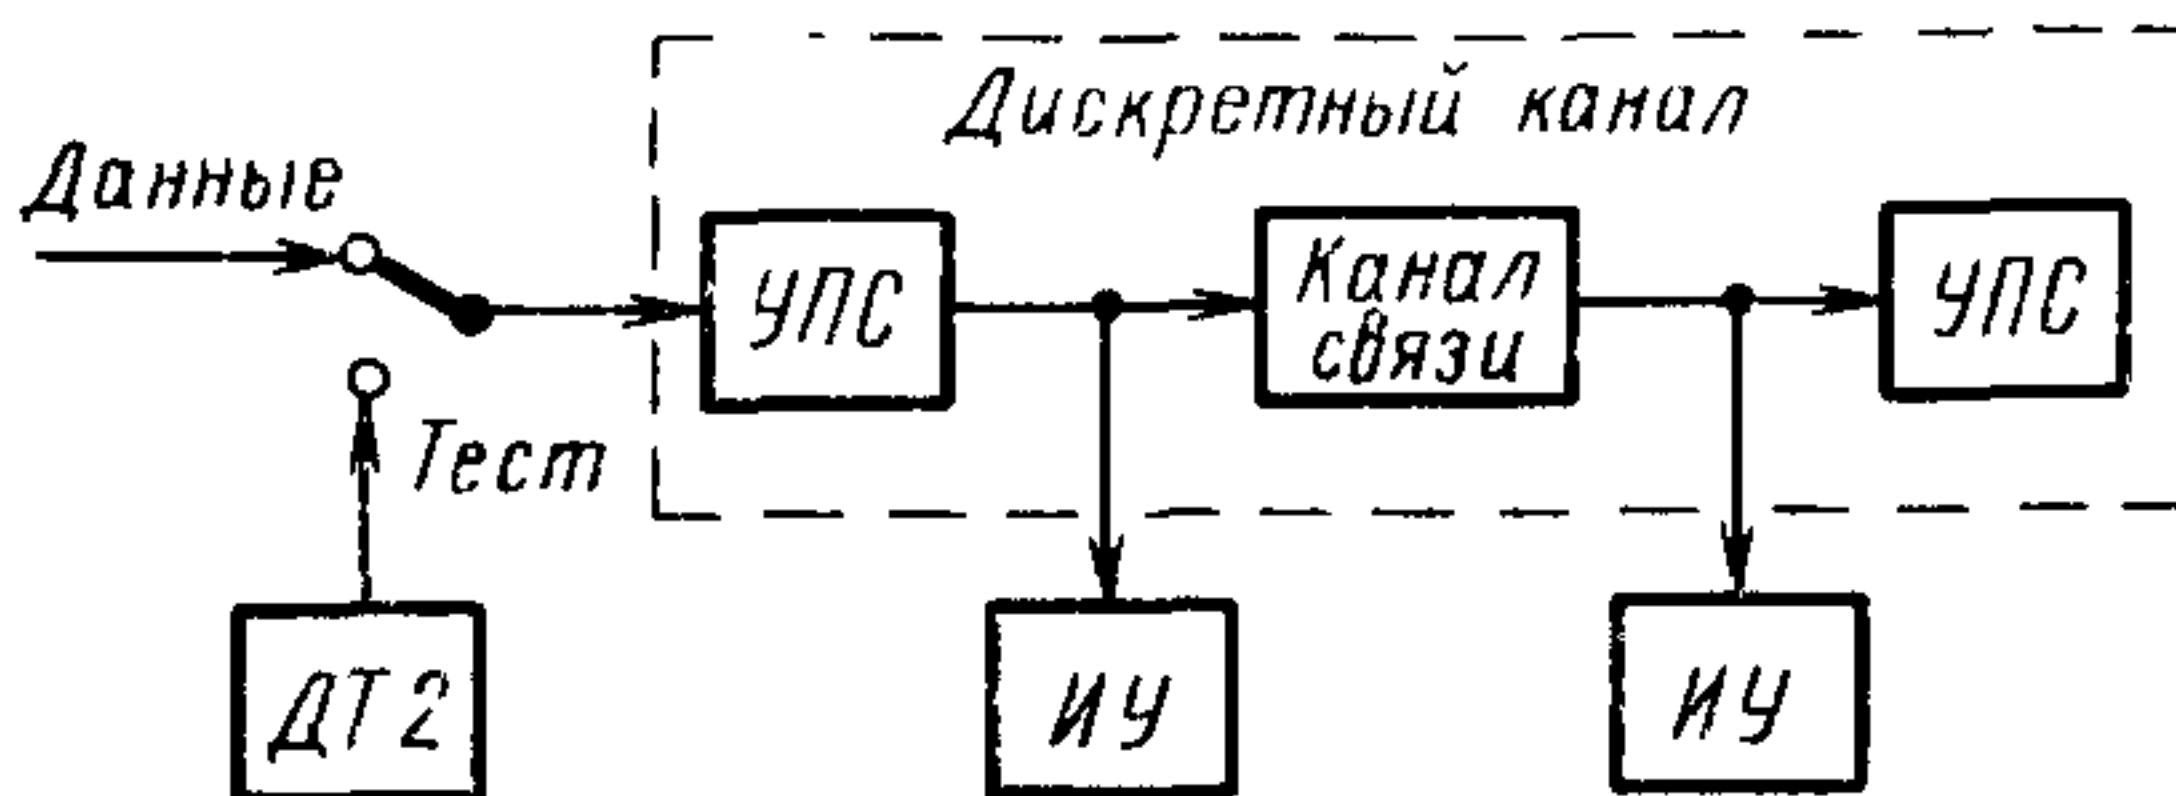 Дискретный канал
Данные
УПС
Канал
связи
УПС
Тест
ДТ2
ИУ
ИУ